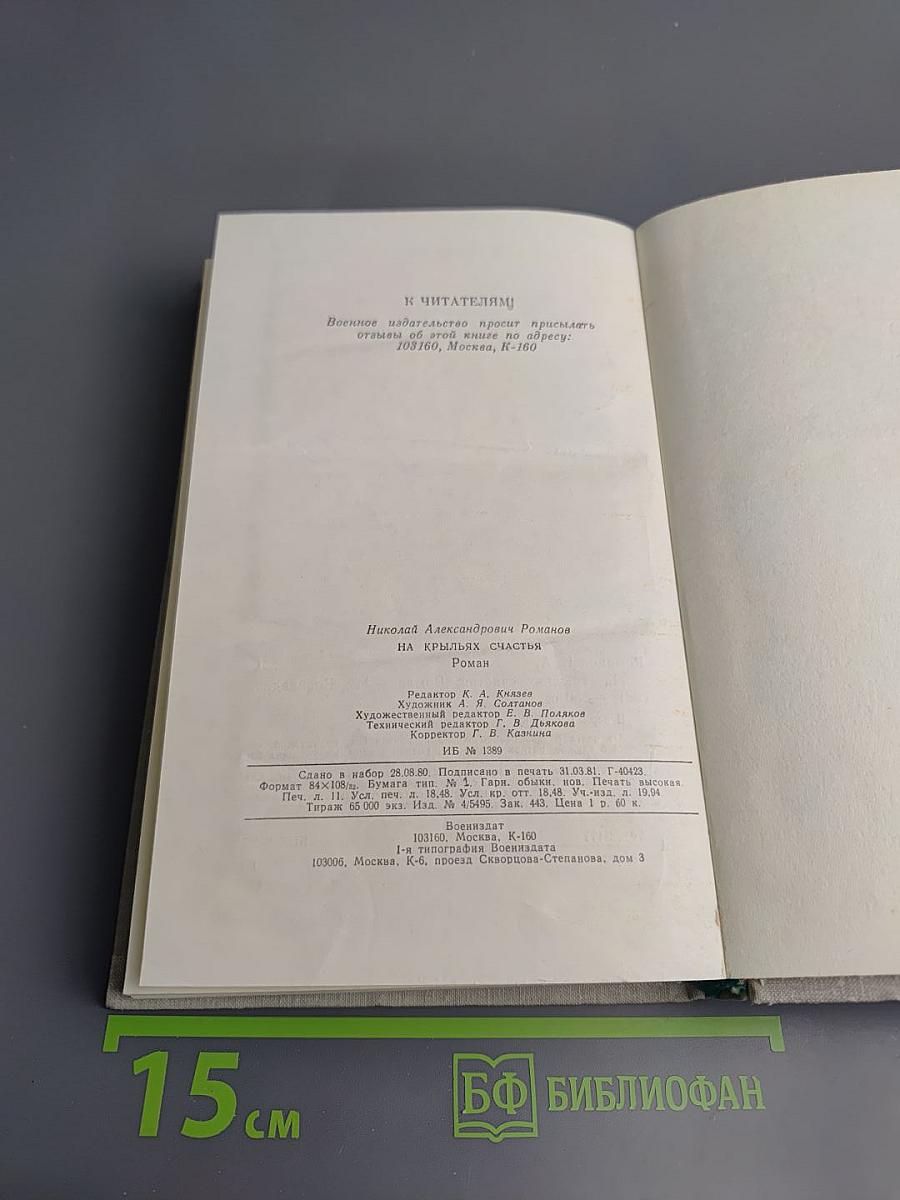 К ЧИТАТЕЛЯМ!
Военное издательство просит присылать
отзывы об этой книге по адресу:
103160, Москва, К-160
Николай Александрович Романов
НА КРЫЛЬЯХ СЧАСТЬЯ
Роман
Редактор К. А. Князев
Художник А. Я. Солтанов
Художественный редактор Е. В. Поляков
Технический редактор Г. В. Дьякова
Корректор Г. В. Казнина
ИБ № 1389
Сдано в набор 28.08.80. Подписано в печать 31.03.81. Г-40423.
Формат 84×108/32. Бумага тип. № 1. Гарн. обыкн. нов. Печать высокая.
Печ. л. 11. Усл. печ. л. 18,48. Усл. кр. отт. 18,48. Уч.-изд. л. 19,94
Тираж 65 000 экз. Изд. № 4/5495. Зак. 443. Цена 1 р. 60 к.
Воениздат
103160, Москва, К-160
1-я типография Воениздата
103006, Москва, К-6, проезд Скворцова-Степанова, дом 3
15 см
БФ БИБЛИОФАН